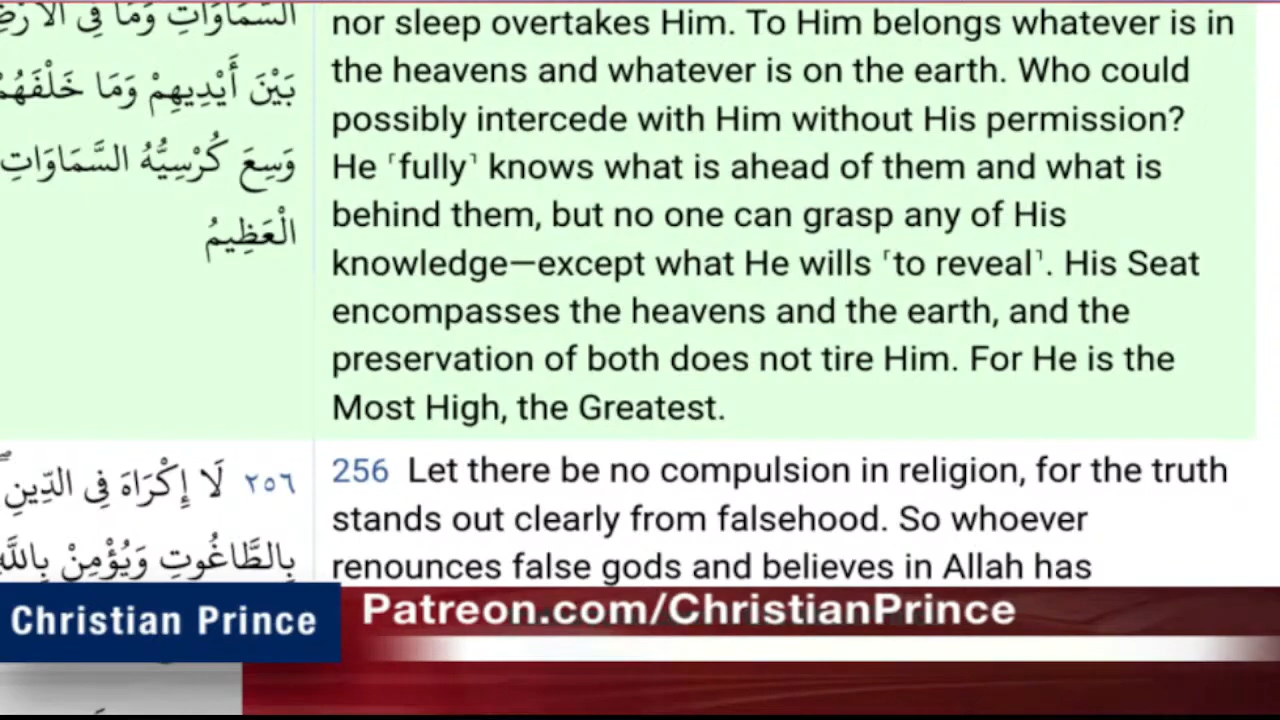 السَّمَاوَاتِ وَمَا فِي
بَيْنَ أَيْدِيهِمْ وَمَا خَلْفَهُمْ
وَسِعَ كُرْسِيُّهُ السَّمَاوَاتِ
الْعَظِيمُ
nor sleep overtakes Him. To Him belongs whatever is in
the heavens and whatever is on the earth. Who could
possibly intercede with Him without His permission?
He ˹fully˺ knows what is ahead of them and what is
behind them, but no one can grasp any of His
knowledge—except what He wills ˹to reveal˺. His Seat
encompasses the heavens and the earth, and the
preservation of both does not tire Him. For He is the
Most High, the Greatest.
٢٥٦ لَا إِكْرَاهَ فِي الدِّينِ ۖ
بِالطَّاغُوتِ وَيُؤْمِنْ بِاللَّهِ
256 Let there be no compulsion in religion, for the truth
stands out clearly from falsehood. So whoever
renounces false gods and believes in Allah has
Christian Prince
Patreon.com/ChristianPrince